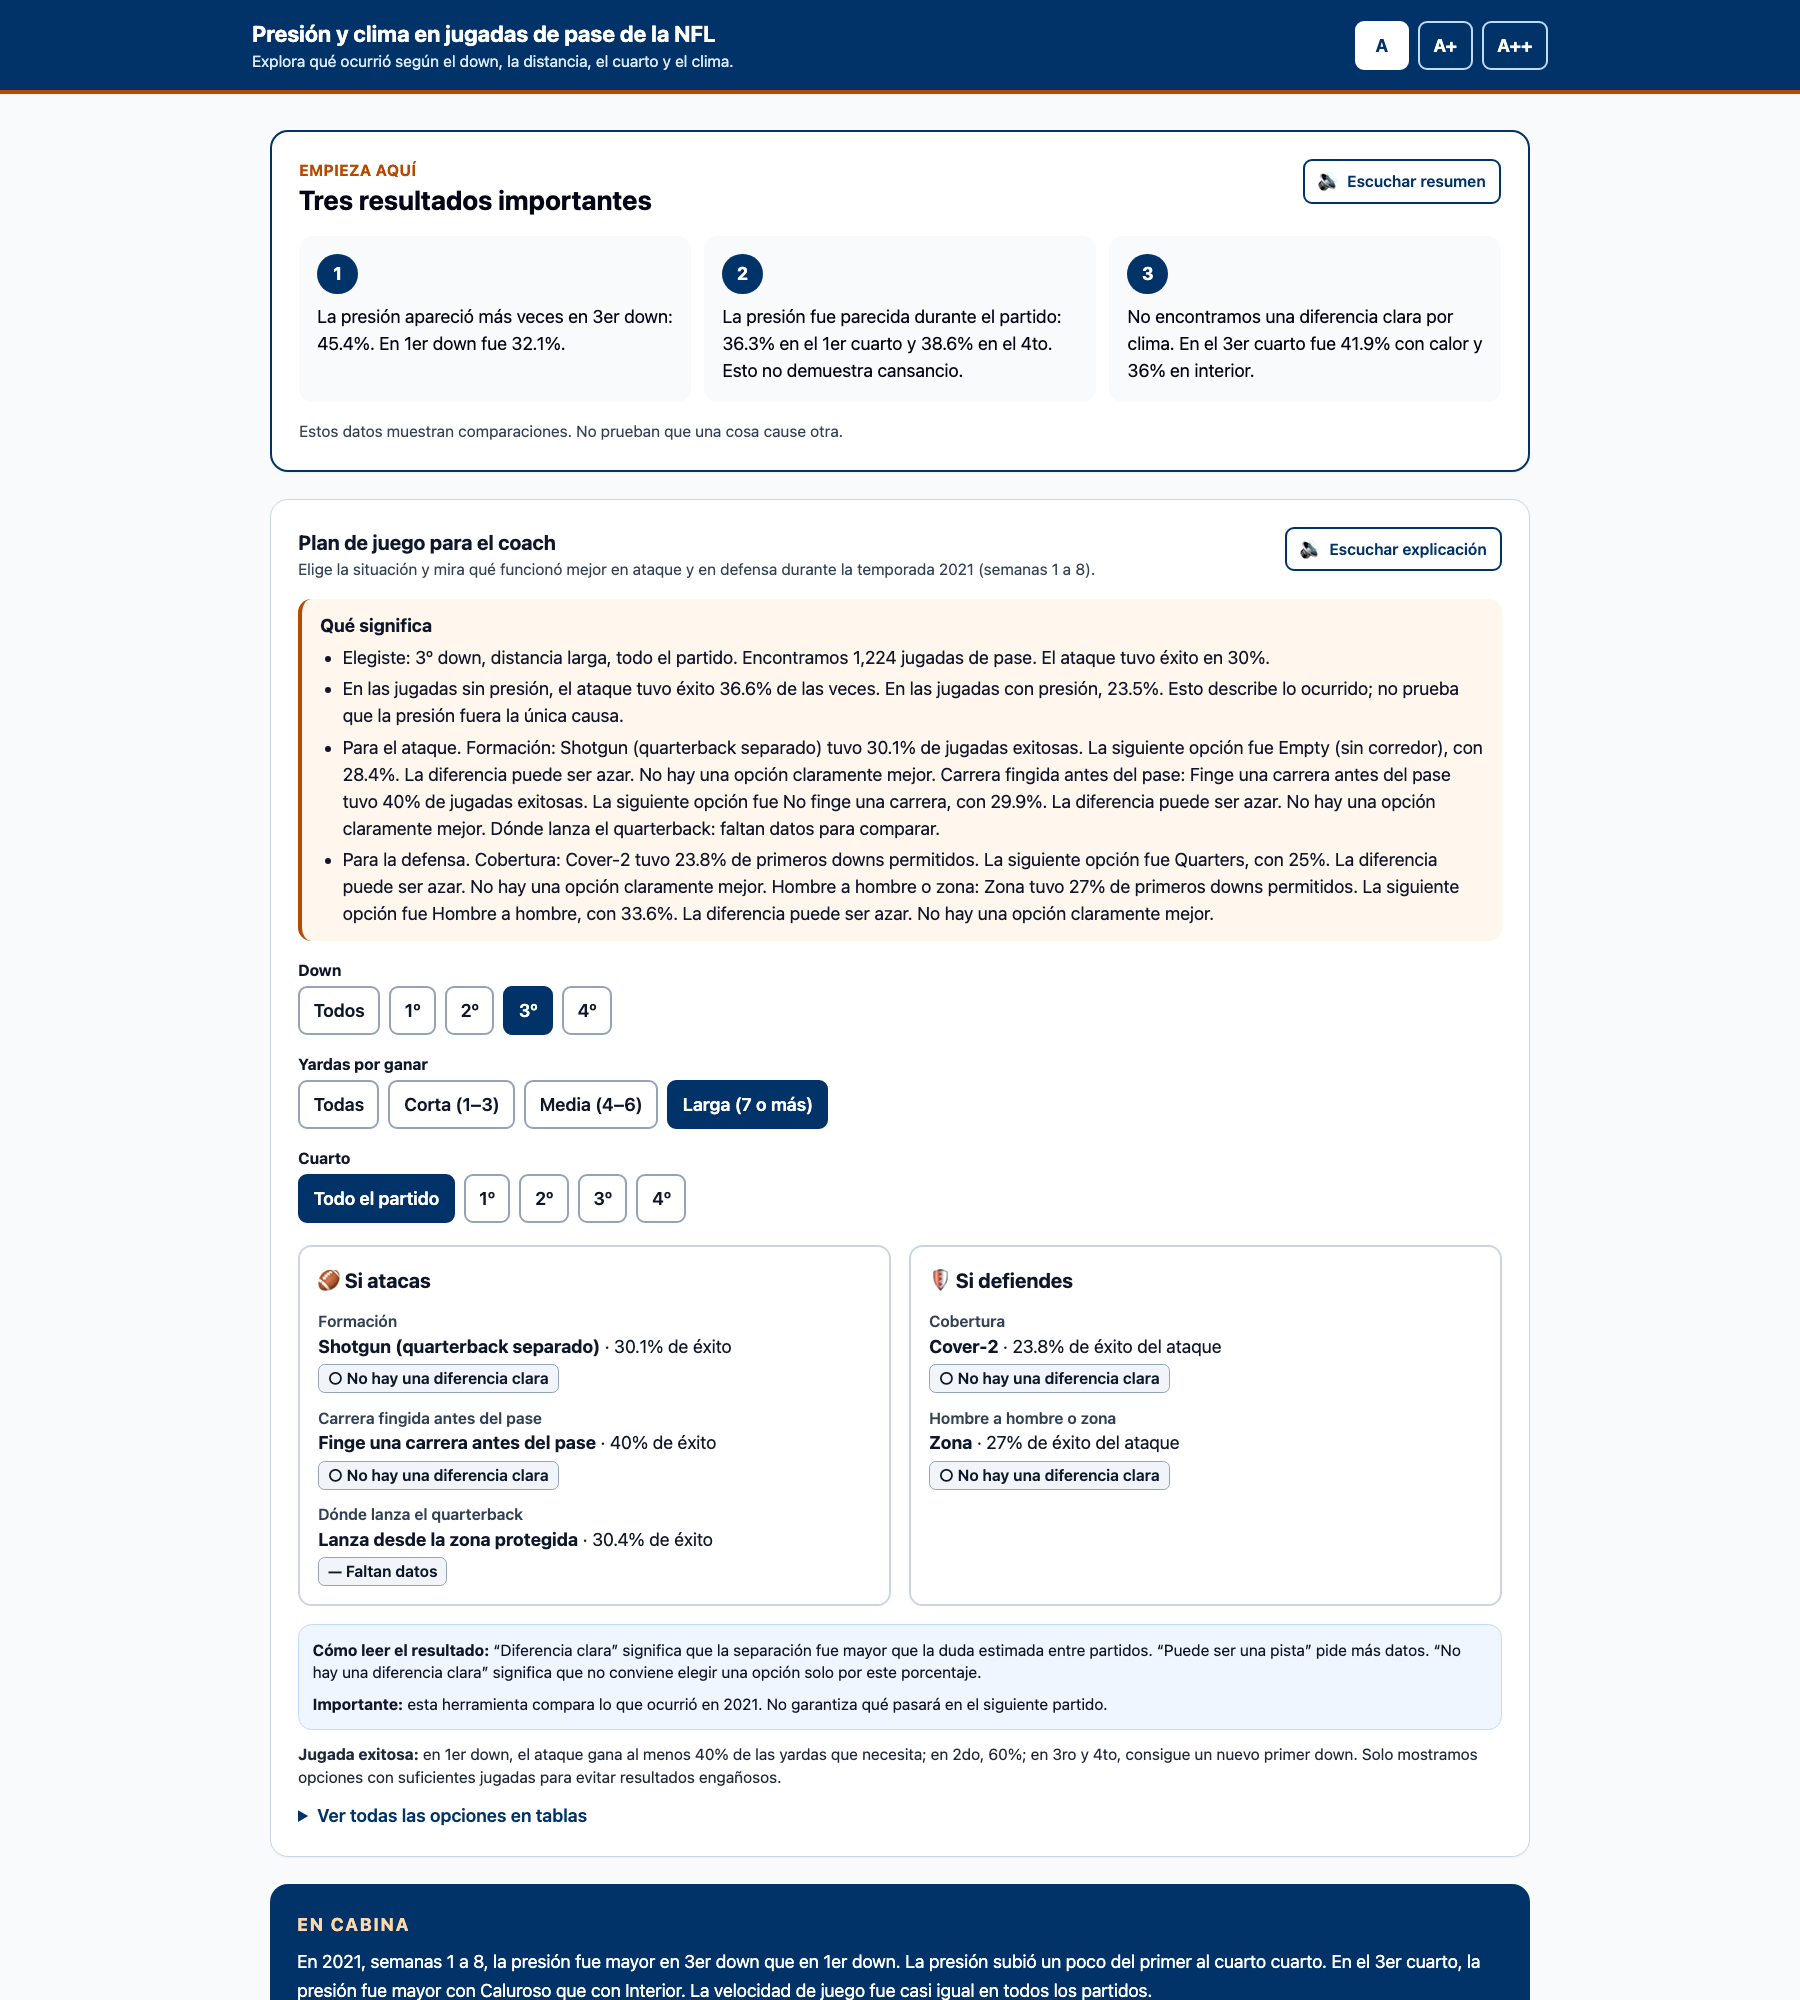 Presión y clima en jugadas de pase de la NFL
Explora qué ocurrió según el down, la distancia, el cuarto y el clima.
A A+ A++
EMPIEZA AQUÍ
Tres resultados importantes
Escuchar resumen
1
La presión apareció más veces en 3er down:
45.4%. En 1er down fue 32.1%.
2
La presión fue parecida durante el partido:
36.3% en el 1er cuarto y 38.6% en el 4to.
Esto no demuestra cansancio.
3
No encontramos una diferencia clara por
clima. En el 3er cuarto fue 41.9% con calor y
36% en interior.
Estos datos muestran comparaciones. No prueban que una cosa cause otra.
Plan de juego para el coach
Elige la situación y mira qué funcionó mejor en ataque y en defensa durante la temporada 2021 (semanas 1 a 8).
Escuchar explicación
Qué significa
• Elegiste: 3º down, distancia larga, todo el partido. Encontramos 1,224 jugadas de pase. El ataque tuvo éxito en 30%.
• En las jugadas sin presión, el ataque tuvo éxito 36.6% de las veces. En las jugadas con presión, 23.5%. Esto describe lo ocurrido; no prueba
que la presión fuera la única causa.
• Para el ataque. Formación: Shotgun (quarterback separado) tuvo 30.1% de jugadas exitosas. La siguiente opción fue Empty (sin corredor), con
28.4%. La diferencia puede ser azar. No hay una opción claramente mejor. Carrera fingida antes del pase: Finge una carrera antes del pase
tuvo 40% de jugadas exitosas. La siguiente opción fue No finge una carrera, con 29.9%. La diferencia puede ser azar. No hay una opción
claramente mejor. Dónde lanza el quarterback: faltan datos para comparar.
• Para la defensa. Cobertura: Cover-2 tuvo 23.8% de primeros downs permitidos. La siguiente opción fue Quarters, con 25%. La diferencia
puede ser azar. No hay una opción claramente mejor. Hombre a hombre o zona: Zona tuvo 27% de primeros downs permitidos. La siguiente
opción fue Hombre a hombre, con 33.6%. La diferencia puede ser azar. No hay una opción claramente mejor.
Down
Todos 1º 2º 3º 4º
Yardas por ganar
Todas Corta (1–3) Media (4–6) Larga (7 o más)
Cuarto
Todo el partido 1º 2º 3º 4º
Si atacas
Formación
Shotgun (quarterback separado) · 30.1% de éxito
○ No hay una diferencia clara
Carrera fingida antes del pase
Finge una carrera antes del pase · 40% de éxito
○ No hay una diferencia clara
Dónde lanza el quarterback
Lanza desde la zona protegida · 30.4% de éxito
— Faltan datos
Si defiendes
Cobertura
Cover-2 · 23.8% de éxito del ataque
○ No hay una diferencia clara
Hombre a hombre o zona
Zona · 27% de éxito del ataque
○ No hay una diferencia clara
Cómo leer el resultado: “Diferencia clara” significa que la separación fue mayor que la duda estimada entre partidos. “Puede ser una pista” pide más datos. “No
hay una diferencia clara” significa que no conviene elegir una opción solo por este porcentaje.
Importante: esta herramienta compara lo que ocurrió en 2021. No garantiza qué pasará en el siguiente partido.
Jugada exitosa: en 1er down, el ataque gana al menos 40% de las yardas que necesita; en 2do, 60%; en 3ro y 4to, consigue un nuevo primer down. Solo mostramos
opciones con suficientes jugadas para evitar resultados engañosos.
▶ Ver todas las opciones en tablas
EN CABINA
En 2021, semanas 1 a 8, la presión fue mayor en 3er down que en 1er down. La presión subió un poco del primer al cuarto cuarto. En el 3er cuarto, la
presión fue mayor con Caluroso que con Interior. La velocidad de juego fue casi igual en todos los partidos.